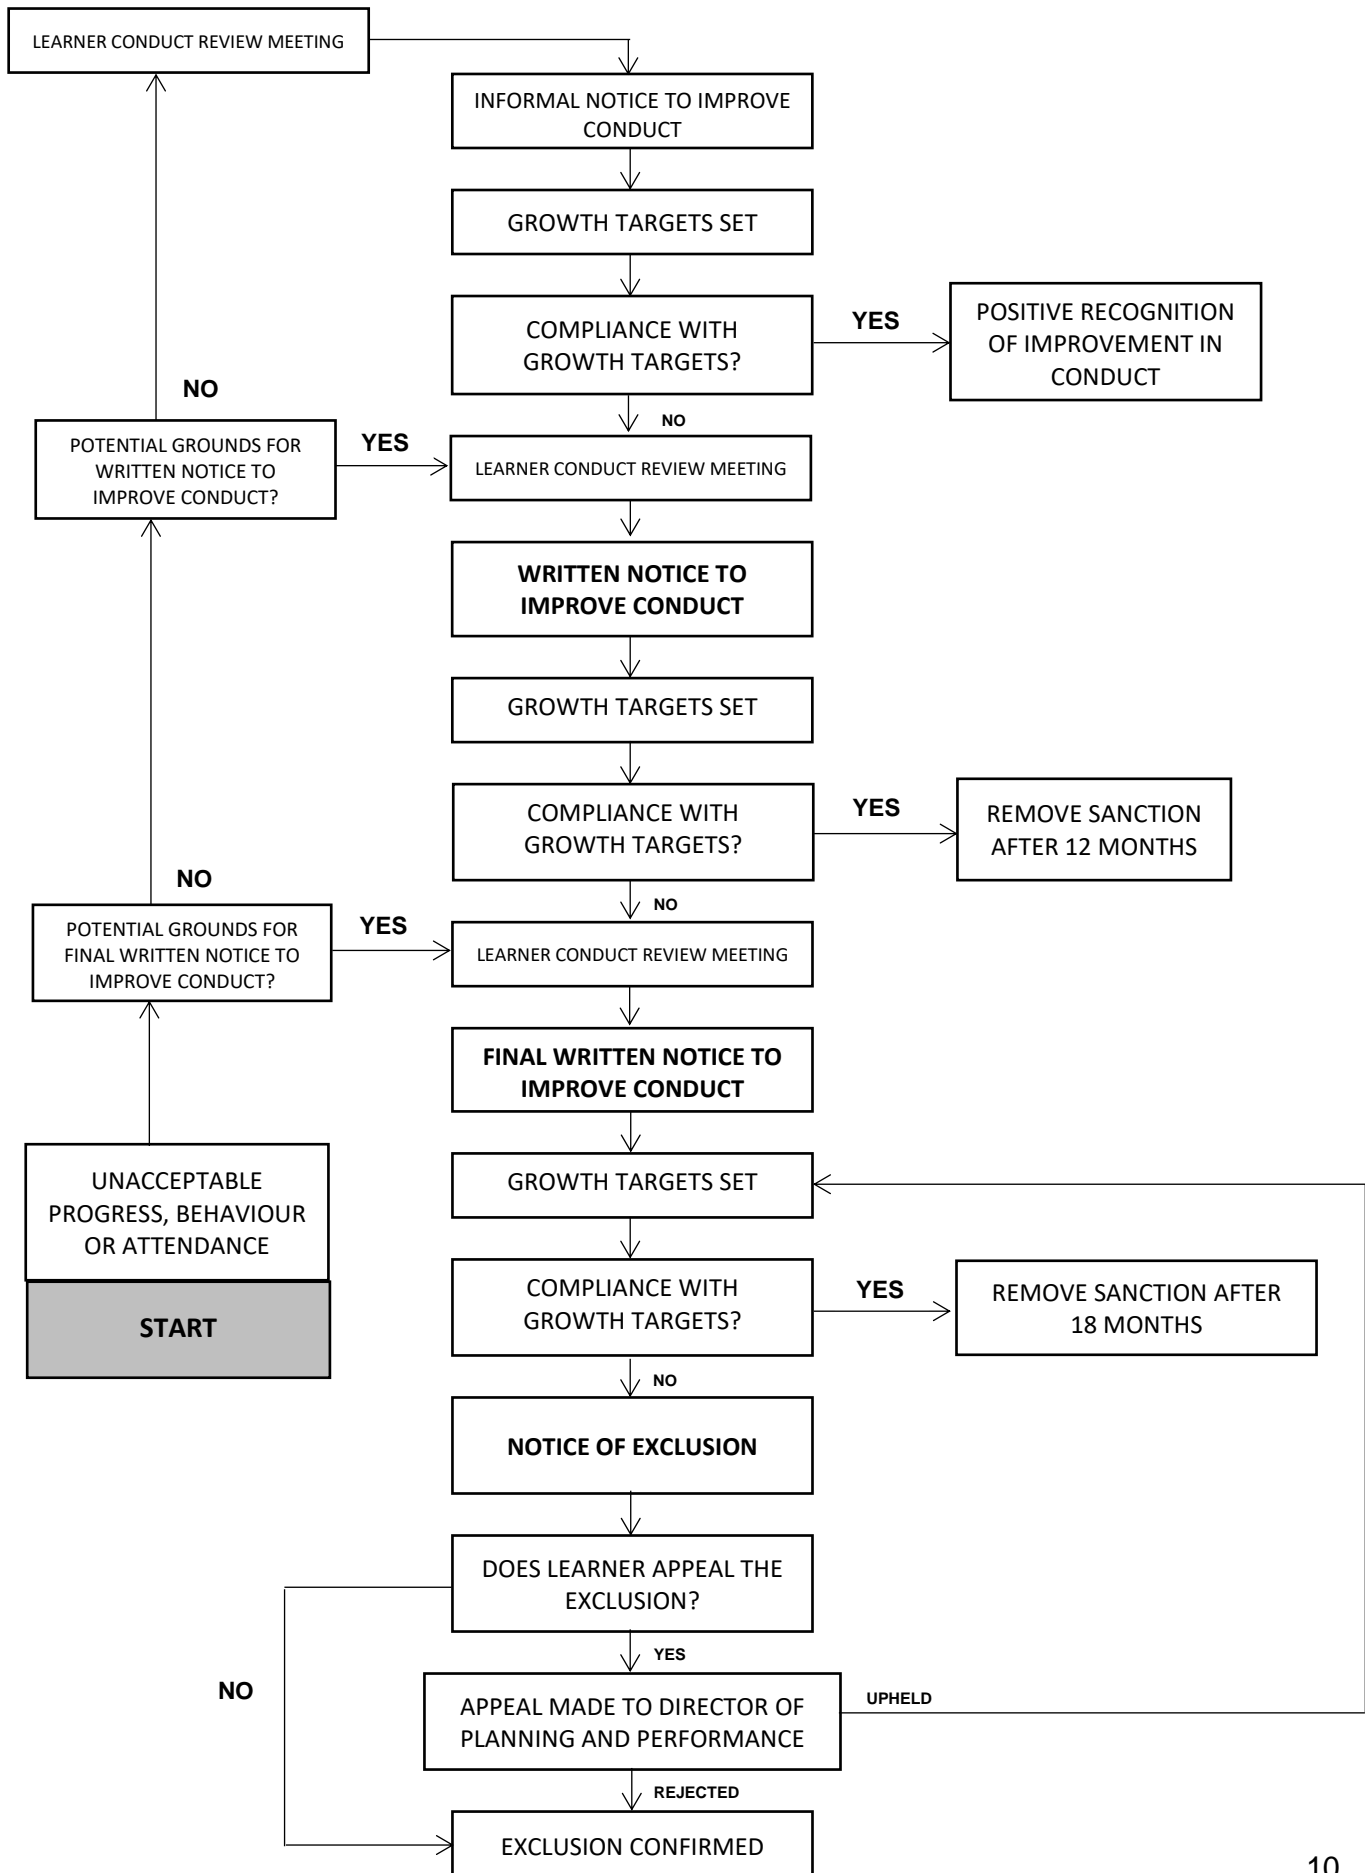 LEARNER CONDUCT REVIEW MEETING
INFORMAL NOTICE TO IMPROVE
CONDUCT
GROWTH TARGETS SET
COMPLIANCE WITH
GROWTH TARGETS?
YES
POSITIVE RECOGNITION
OF IMPROVEMENT IN
CONDUCT
NO
NO
POTENTIAL GROUNDS FOR
WRITTEN NOTICE TO
IMPROVE CONDUCT?
YES
LEARNER CONDUCT REVIEW MEETING
WRITTEN NOTICE TO
IMPROVE CONDUCT
GROWTH TARGETS SET
COMPLIANCE WITH
GROWTH TARGETS?
YES
REMOVE SANCTION
AFTER 12 MONTHS
NO
NO
POTENTIAL GROUNDS FOR
FINAL WRITTEN NOTICE TO
IMPROVE CONDUCT?
YES
LEARNER CONDUCT REVIEW MEETING
FINAL WRITTEN NOTICE TO
IMPROVE CONDUCT
UNACCEPTABLE
PROGRESS, BEHAVIOUR
OR ATTENDANCE
START
GROWTH TARGETS SET
COMPLIANCE WITH
GROWTH TARGETS?
YES
REMOVE SANCTION AFTER
18 MONTHS
NO
NOTICE OF EXCLUSION
DOES LEARNER APPEAL THE
EXCLUSION?
YES
NO
APPEAL MADE TO DIRECTOR OF
PLANNING AND PERFORMANCE
UPHELD
REJECTED
EXCLUSION CONFIRMED
10